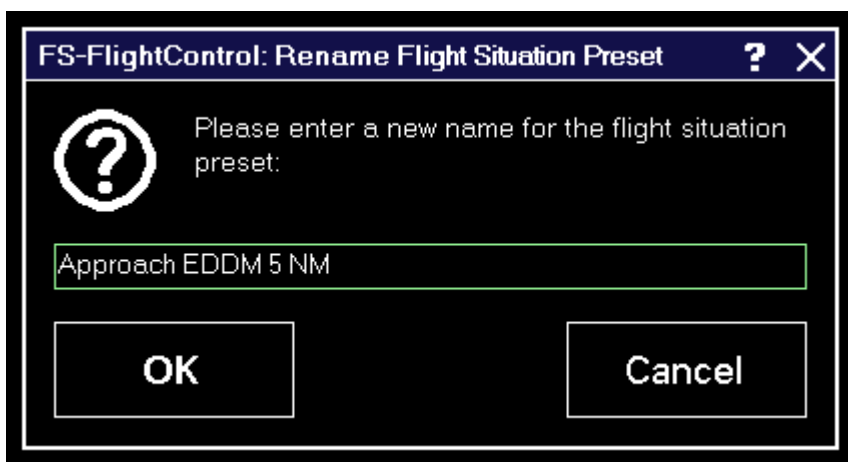 FS-FlightControl: Rename Flight Situation Preset ? X
Please enter a new name for the flight situation
preset:
Approach EDDM 5 NM
OK Cancel